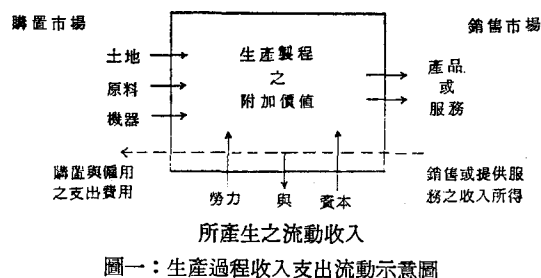 購置市場
銷售市場
土地
原料
機器
生產製程
之
附加價值
產品
或
服務
購置與僱用
之支出費用
勞力
與
資本
銷售或提供服
務之收入所得
所產生之流動收入
圖一：生產過程收入支出流動示意圖